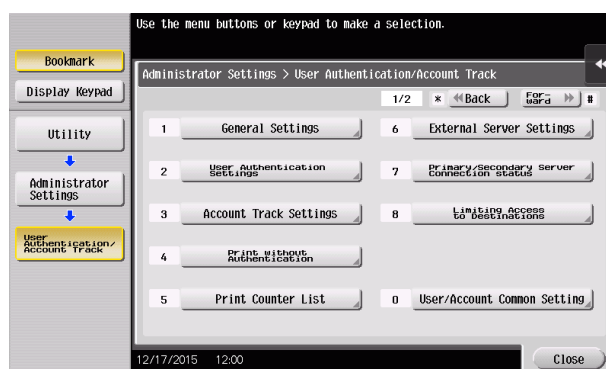 Use the menu buttons or keypad to make a selection.
Bookmark
Display Keypad
Utility
Administrator
Settings
User
Authentication/
Account Track
Administrator Settings > User Authentication/Account Track
1/2 * Back For-
ward #
1 General Settings
2 User Authentication
Settings
3 Account Track Settings
4 Print without
Authentication
5 Print Counter List
6 External Server Settings
7 Primary/Secondary Server
Connection status
8 Limiting Access
to Destinations
0 User/Account Common Setting
12/17/2015 12:00
Close